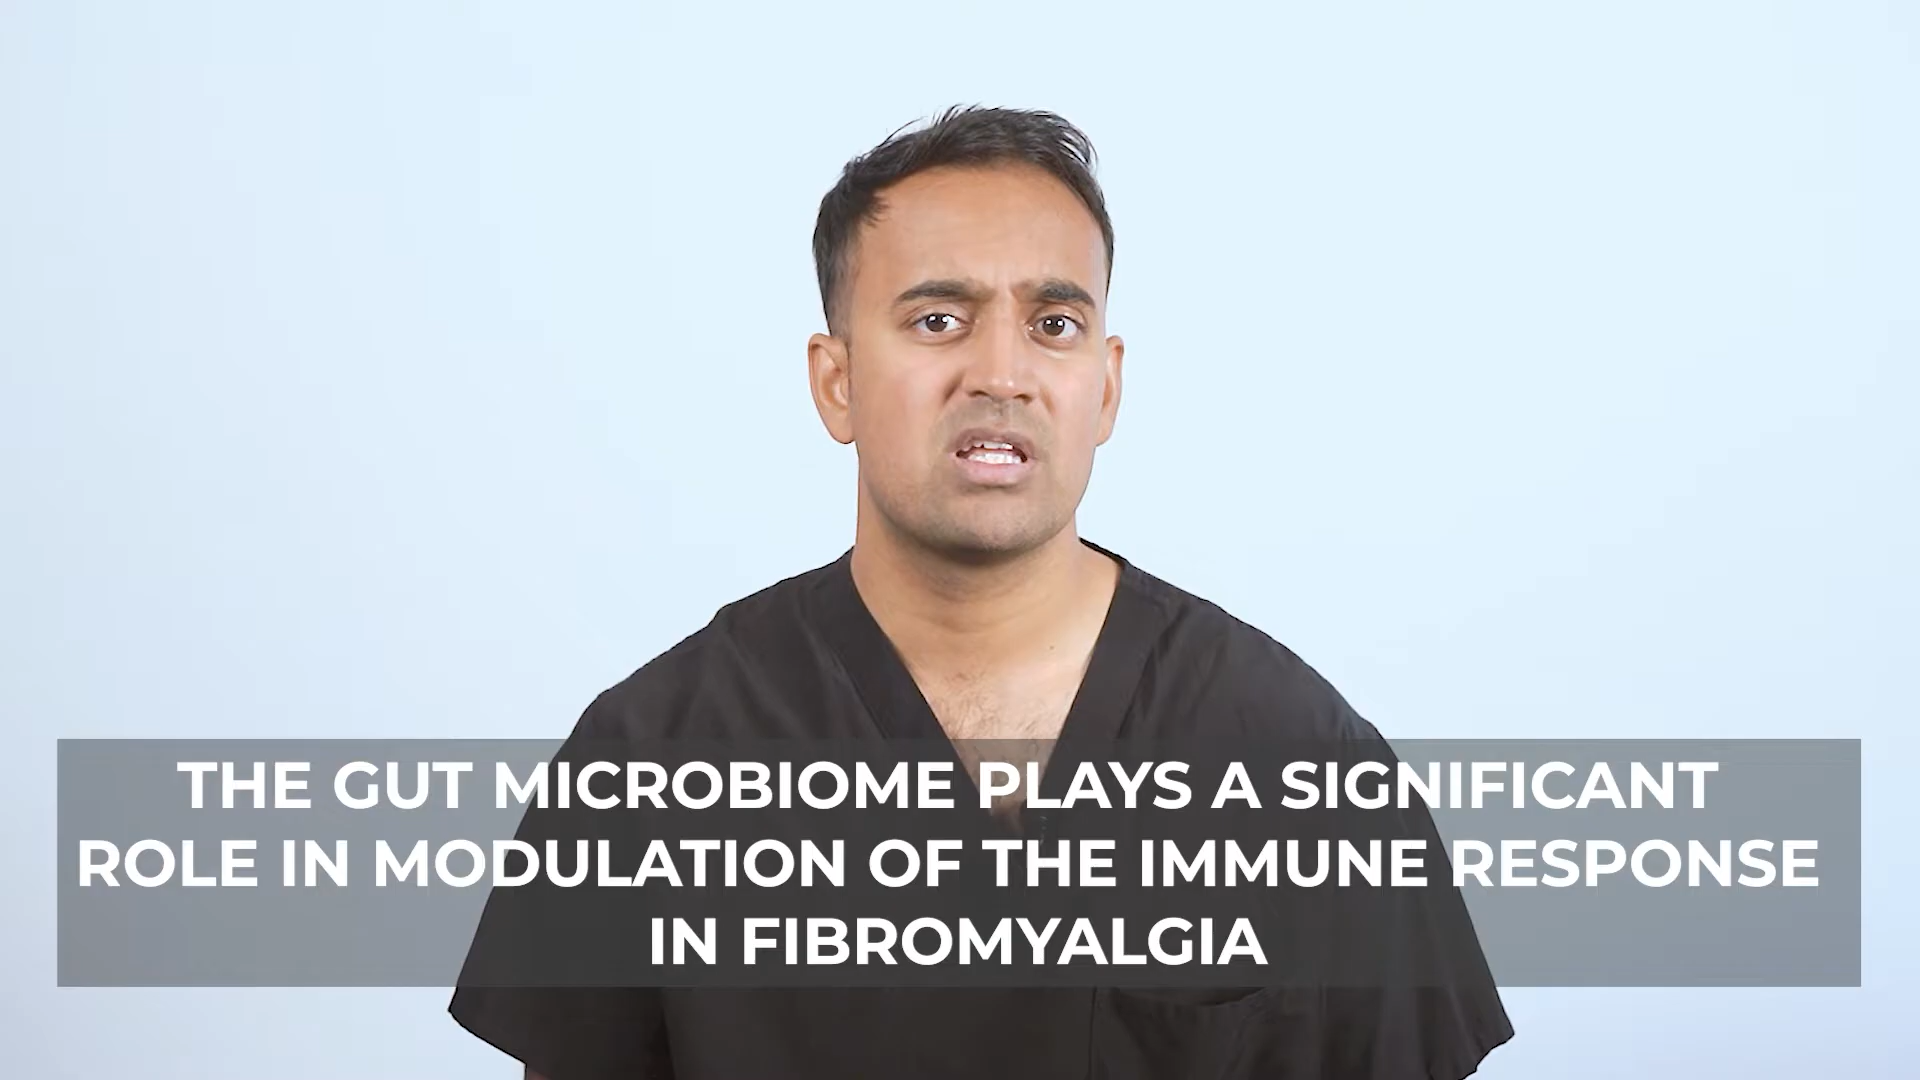 THE GUT MICROBIOME PLAYS A SIGNIFICANT
ROLE IN MODULATION OF THE IMMUNE RESPONSE
IN FIBROMYALGIA